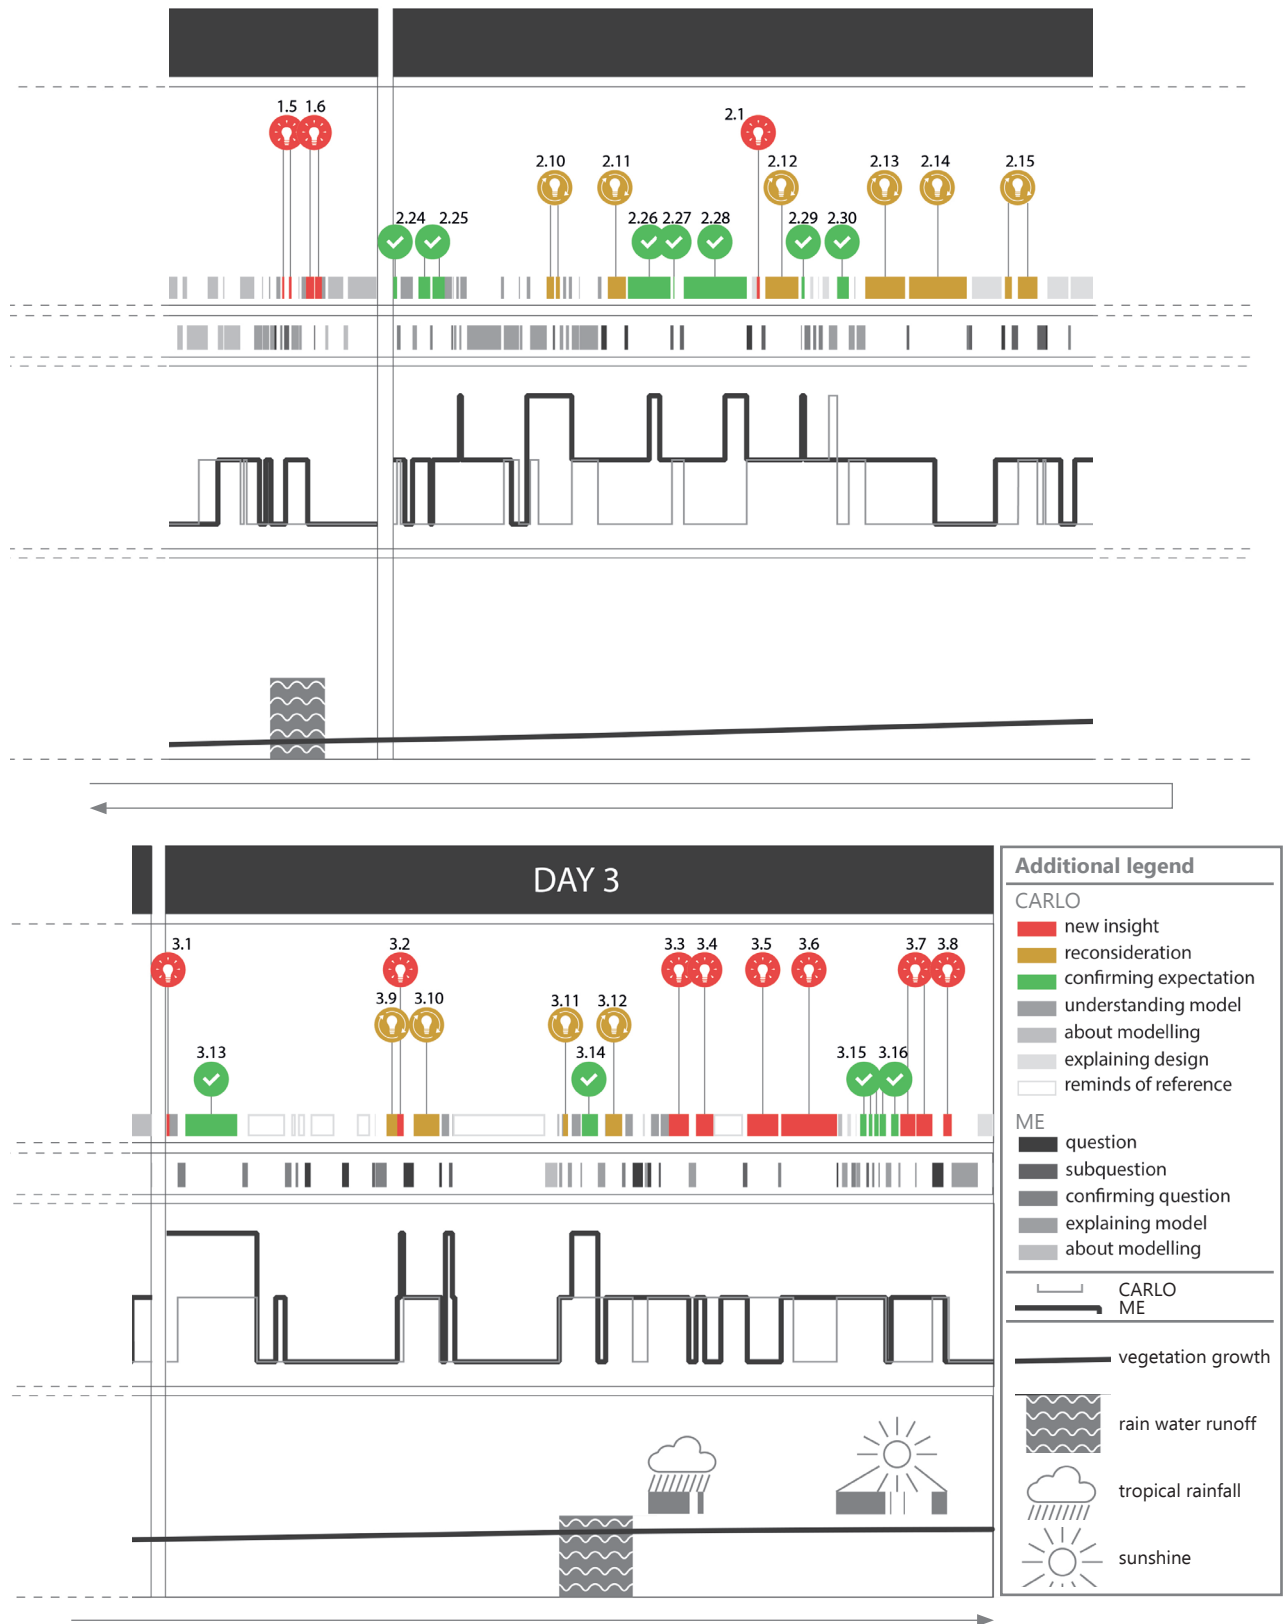 1.5 1.6
2.1
2.10 2.11 2.12 2.13 2.14 2.15
2.24 2.25 2.26 2.27 2.28 2.29 2.30
DAY 3
3.1 3.2 3.3 3.4 3.5 3.6 3.7 3.8
3.9 3.10 3.11 3.12
3.13 3.14 3.15 3.16
Additional legend
CARLO
new insight
reconsideration
confirming expectation
understanding model
about modelling
explaining design
reminds of reference
ME
question
subquestion
confirming question
explaining model
about modelling
CARLO
ME
vegetation growth
rain water runoff
tropical rainfall
sunshine